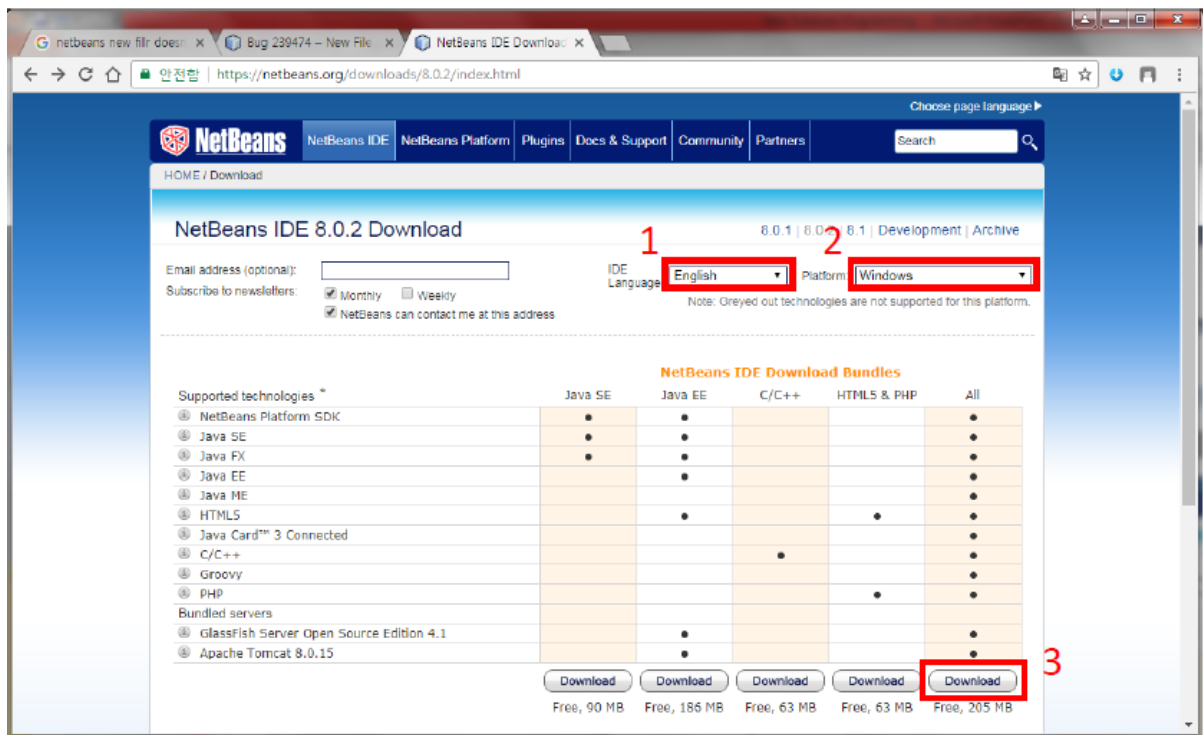 netbeans new fillr doesn
Bug 239474 – New File
NetBeans IDE Download
안전함 | https://netbeans.org/downloads/8.0.2/index.html
Choose page language
NetBeans
NetBeans IDE NetBeans Platform Plugins Docs & Support Community Partners Search
HOME / Download
NetBeans IDE 8.0.2 Download
1
8.0.1 | 8.0.2 | 8.1 | Development | Archive
2
Email address (optional):
IDE Language: English
Platform: Windows
Subscribe to newsletters:
Monthly Weekly
NetBeans can contact me at this address
Note: Greyed out technologies are not supported for this platform.
NetBeans IDE Download Bundles
Supported technologies * Java SE Java EE C/C++ HTML5 & PHP All
NetBeans Platform SDK
Java SE
Java FX
Java EE
Java ME
HTML5
Java Card™ 3 Connected
C/C++
Groovy
PHP
Bundled servers
GlassFish Server Open Source Edition 4.1
Apache Tomcat 8.0.15
Download Download Download Download Download
3
Free, 90 MB Free, 186 MB Free, 63 MB Free, 63 MB Free, 205 MB